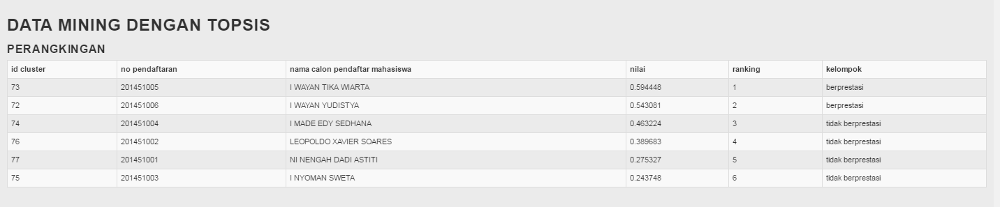 DATA MINING DENGAN TOPSIS
PERANGKINGAN
id cluster no pendaftaran nama calon pendaftar mahasiswa nilai ranking kelompok
73 201451005 I WAYAN TIKA WIARTA 0.594448 1 berprestasi
72 201451006 I WAYAN YUDISTYA 0.543081 2 berprestasi
74 201451004 I MADE EDY SEDHANA 0.463224 3 tidak berprestasi
76 201451002 LEOPOLDO XAVIER SOARES 0.389683 4 tidak berprestasi
77 201451001 NI NENGAH DADI ASTITI 0.275327 5 tidak berprestasi
75 201451003 I NYOMAN SWETA 0.243748 6 tidak berprestasi